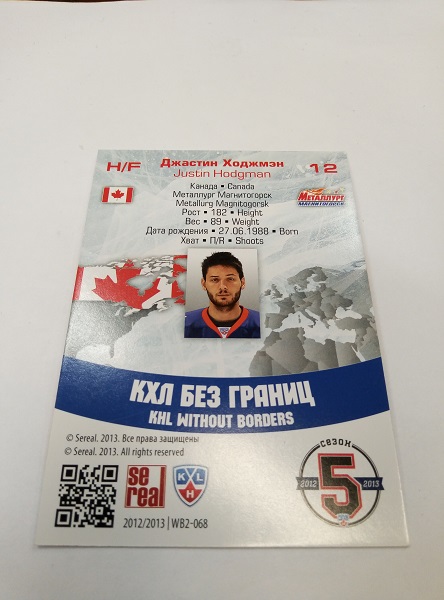 Н/F Джастин Ходжмэн 12
Justin Hodgman
Канада • Canada
Металлург Магнитогорск
Metallurg Magnitogorsk
Рост • 182 • Height
Вес • 89 • Weight
Дата рождения • 27.06.1988 • Born
Хват • П/R • Shoots
МЕТАЛЛУРГ
МАГНИТОГОРСК
КХЛ БЕЗ ГРАНИЦ
KHL WITHOUT BORDERS
© Sereal. 2013. Все права защищены
© Sereal. 2013. All rights reserved
se
real
KHL
2012/2013 | WB2-068
СЕЗОН
2012 5 2013